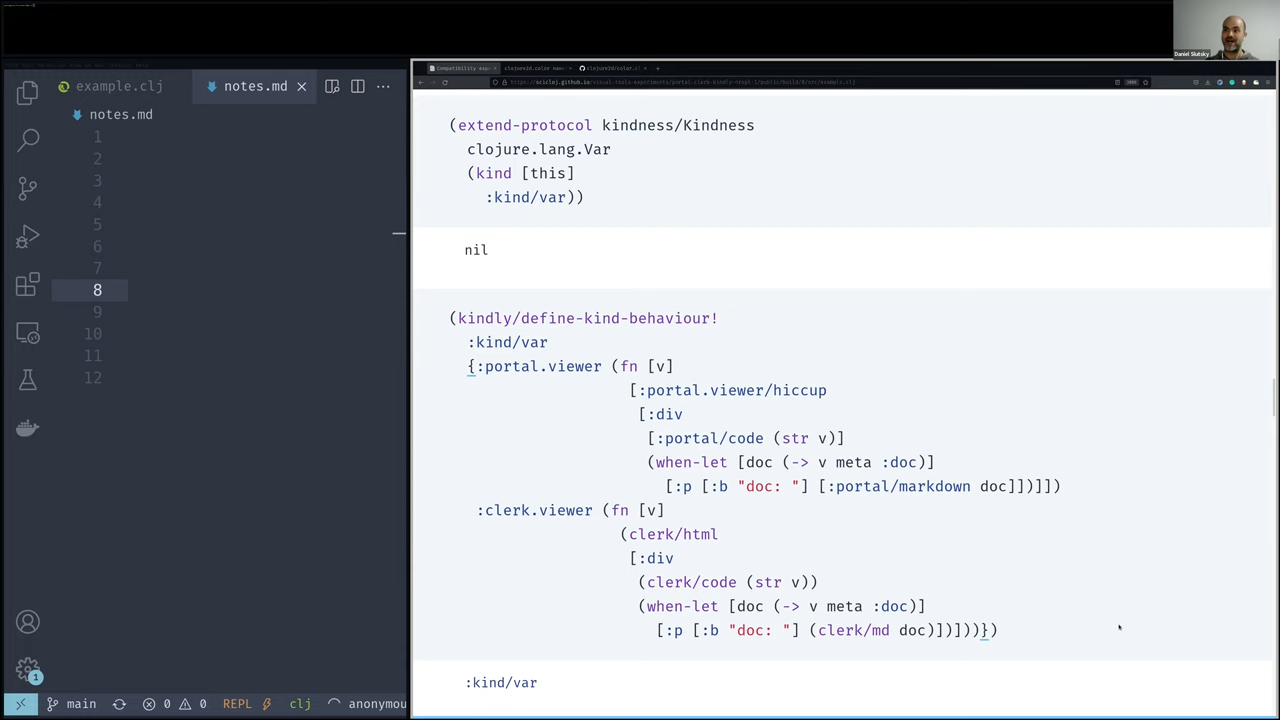 Daniel Slutsky
example.clj
notes.md
notes.md
1
2
3
4
5
6
7
8
9
10
11
12
main
0
0
REPL
clj
anonymou
1
(extend-protocol kindness/Kindness
clojure.lang.Var
(kind [this]
:kind/var))
nil
(kindly/define-kind-behaviour!
:kind/var
{:portal.viewer (fn [v]
[:portal.viewer/hiccup
[:div
[:portal/code (str v)]
(when-let [doc (-> v meta :doc)]
[:p [:b "doc: "] [:portal/markdown doc]])]])
:clerk.viewer (fn [v]
(clerk/html
[:div
(clerk/code (str v))
(when-let [doc (-> v meta :doc)]
[:p [:b "doc: "] (clerk/md doc)])]))})
:kind/var